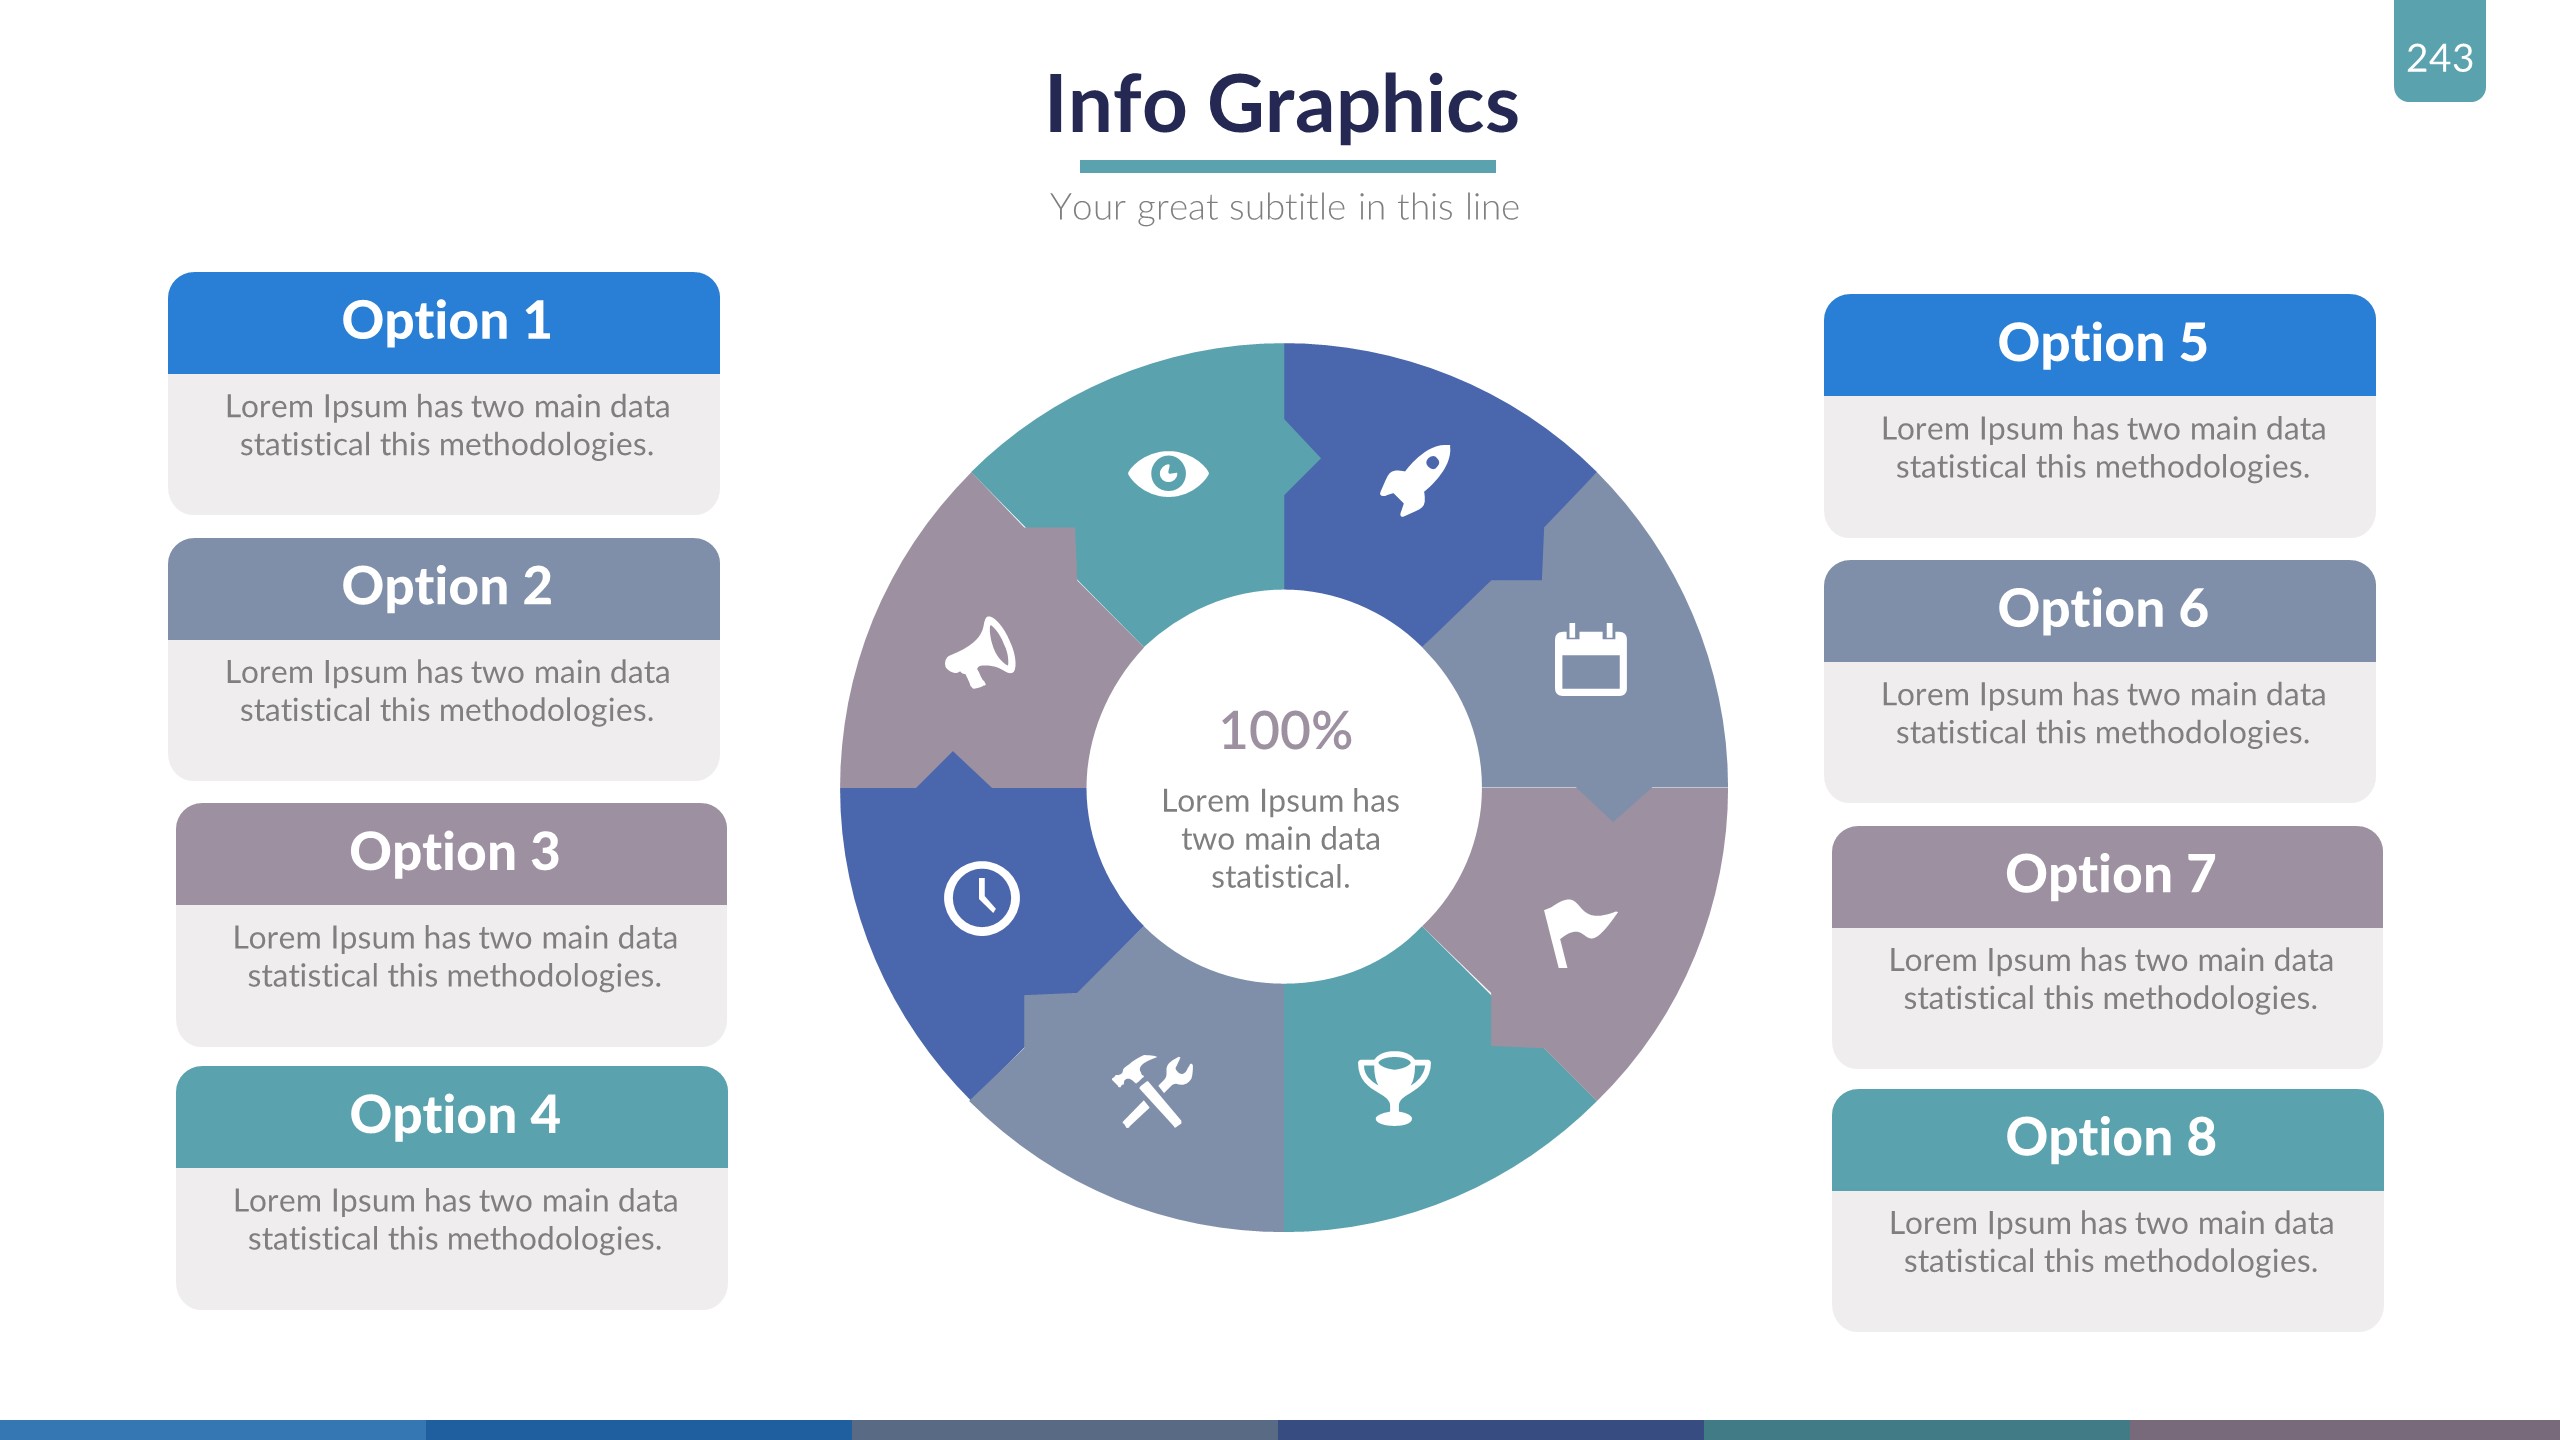 243
Info Graphics
Your great subtitle in this line
Option 1
Lorem Ipsum has two main data
statistical this methodologies.
Option 2
Lorem Ipsum has two main data
statistical this methodologies.
Option 3
Lorem Ipsum has two main data
statistical this methodologies.
Option 4
Lorem Ipsum has two main data
statistical this methodologies.
100%
Lorem Ipsum has
two main data
statistical.
Option 5
Lorem Ipsum has two main data
statistical this methodologies.
Option 6
Lorem Ipsum has two main data
statistical this methodologies.
Option 7
Lorem Ipsum has two main data
statistical this methodologies.
Option 8
Lorem Ipsum has two main data
statistical this methodologies.